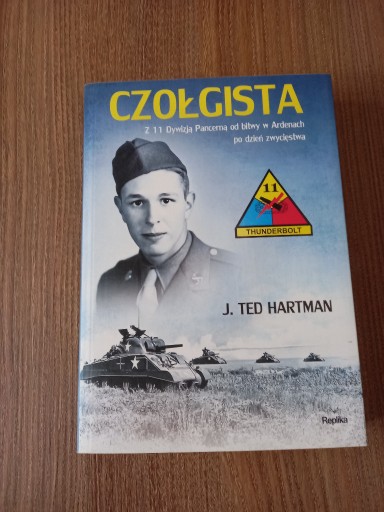 CZOŁGISTA
Z 11 Dywizją Pancerną od bitwy w Ardenach
po dzień zwycięstwa
11
THUNDERBOLT
J. TED HARTMAN
Replika